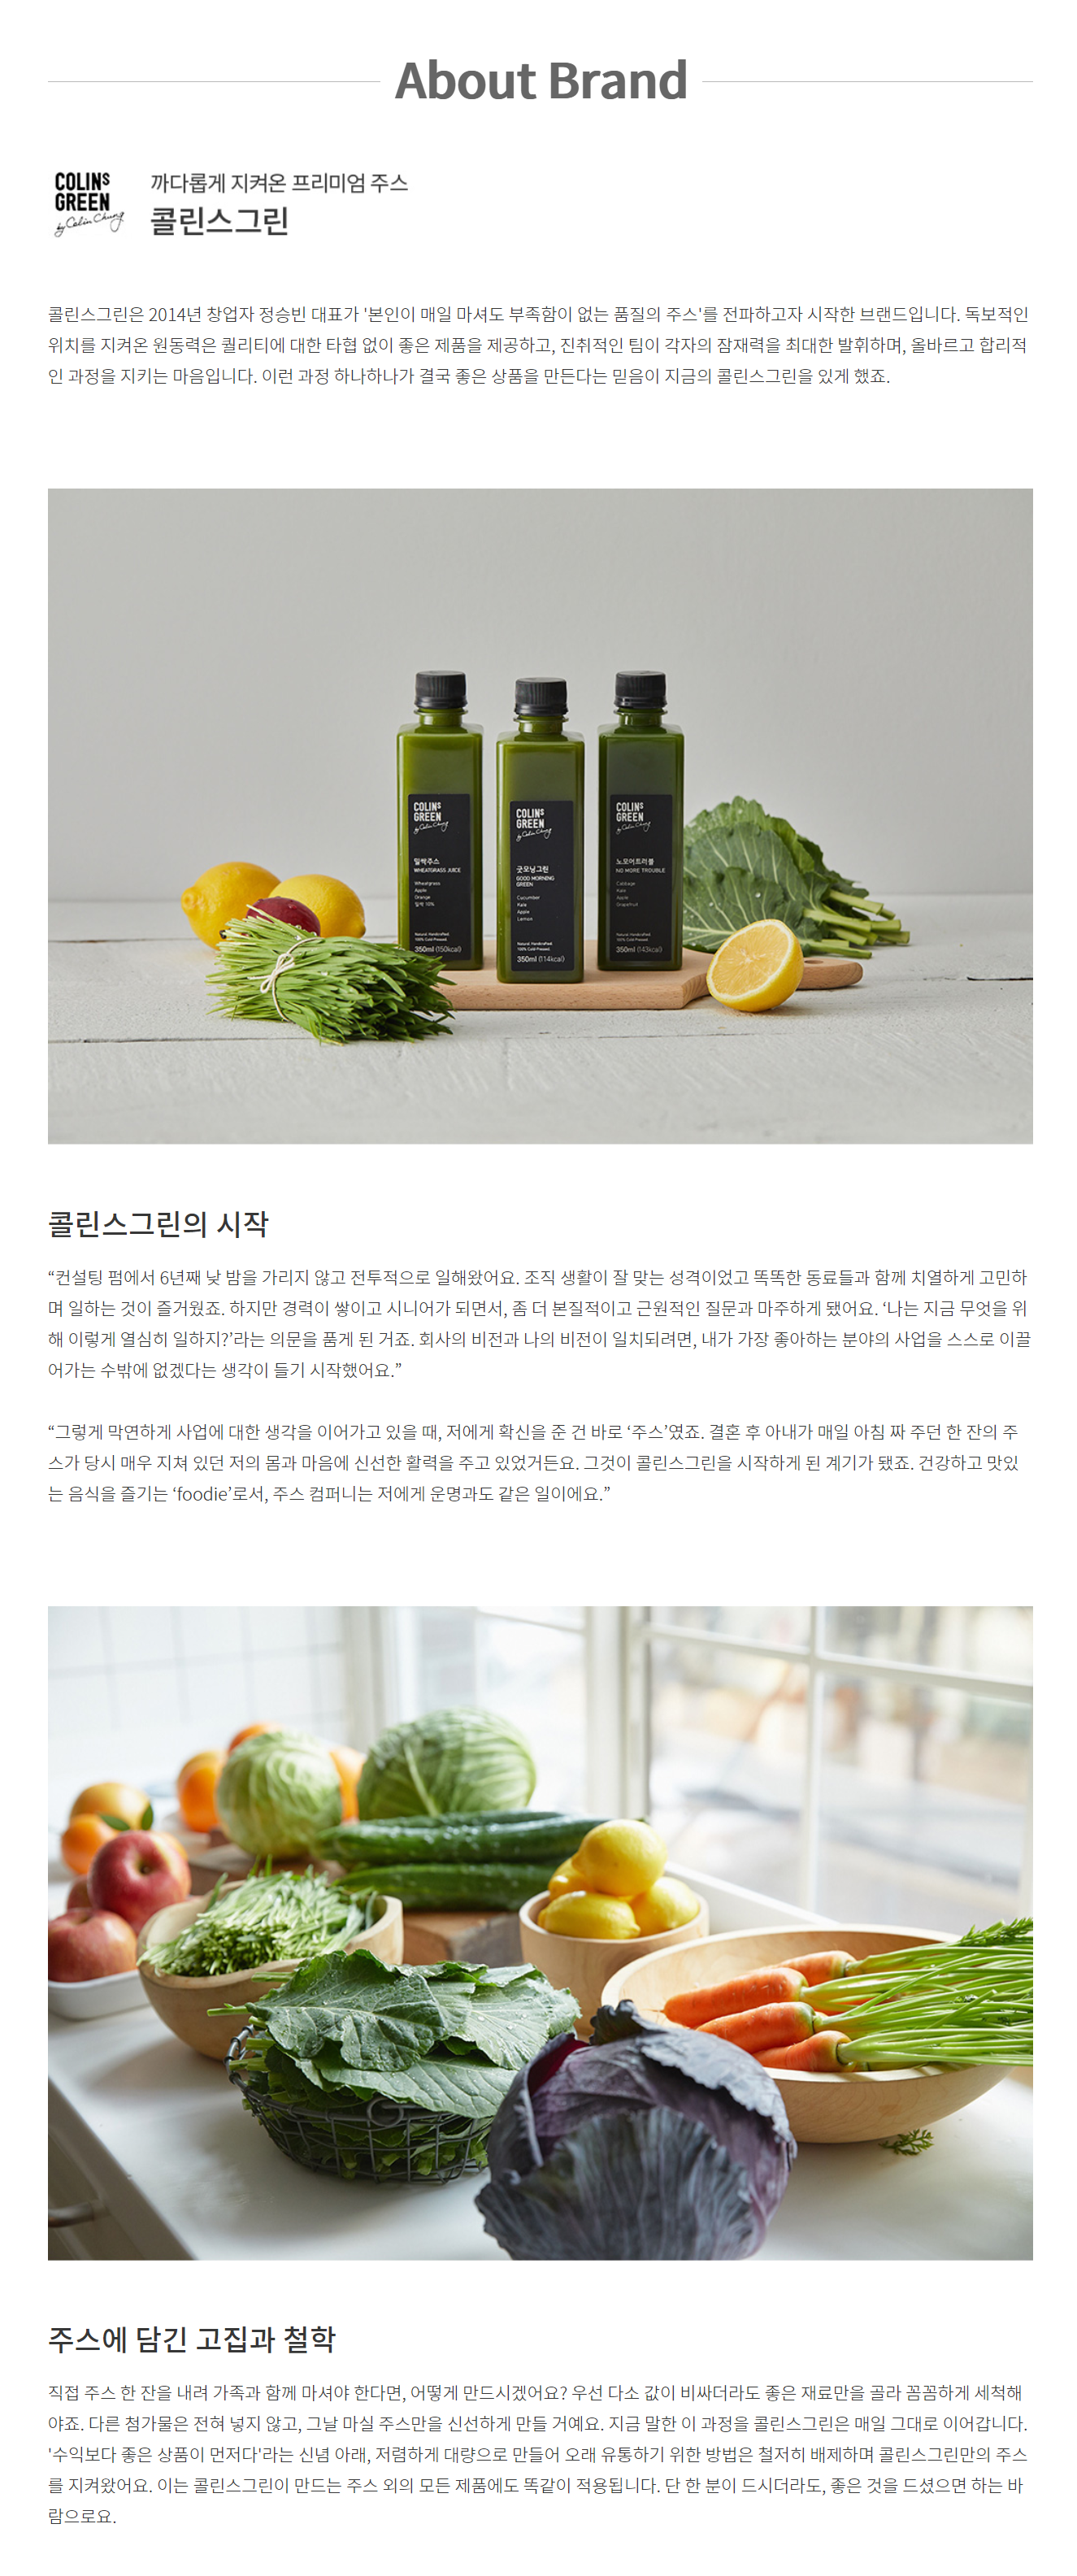 About Brand
COLINS
GREEN
by Colin Chung
까다롭게 지켜온 프리미엄 주스
콜린스그린
콜린스그린은 2014년 창업자 정승빈 대표가 '본인이 매일 마셔도 부족함이 없는 품질의 주스'를 전파하고자 시작한 브랜드입니다. 독보적인
위치를 지켜온 원동력은 퀄리티에 대한 타협 없이 좋은 제품을 제공하고, 진취적인 팀이 각자의 잠재력을 최대한 발휘하며, 올바르고 합리적
인 과정을 지키는 마음입니다. 이런 과정 하나하나가 결국 좋은 상품을 만든다는 믿음이 지금의 콜린스그린을 있게 했죠.
COLINS
GREEN
by Colin Chung
밀싹주스
WHEATGRASS JUICE
Wheatgrass
Apple
Orange
밀싹 10%
Natural. Handcrafted.
100% Cold Pressed.
350ml (150kcal)
COLINS
GREEN
by Colin Chung
굿모닝그린
GOOD MORNING
GREEN
Cucumber
Kale
Apple
Lemon
Natural. Handcrafted.
100% Cold Pressed.
350ml (114kcal)
COLINS
GREEN
by Colin Chung
노모어트러블
NO MORE TROUBLE
Cabbage
Kale
Apple
Grapefruit
Natural. Handcrafted.
100% Cold Pressed.
350ml (143kcal)
콜린스그린의 시작
“컨설팅 펌에서 6년째 낮 밤을 가리지 않고 전투적으로 일해왔어요. 조직 생활이 잘 맞는 성격이었고 똑똑한 동료들과 함께 치열하게 고민하
며 일하는 것이 즐거웠죠. 하지만 경력이 쌓이고 시니어가 되면서, 좀 더 본질적이고 근원적인 질문과 마주하게 됐어요. ‘나는 지금 무엇을 위
해 이렇게 열심히 일하지?’라는 의문을 품게 된 거죠. 회사의 비전과 나의 비전이 일치되려면, 내가 가장 좋아하는 분야의 사업을 스스로 이끌
어가는 수밖에 없겠다는 생각이 들기 시작했어요.”
“그렇게 막연하게 사업에 대한 생각을 이어가고 있을 때, 저에게 확신을 준 건 바로 ‘주스’였죠. 결혼 후 아내가 매일 아침 짜 주던 한 잔의 주
스가 당시 매우 지쳐 있던 저의 몸과 마음에 신선한 활력을 주고 있었거든요. 그것이 콜린스그린을 시작하게 된 계기가 됐죠. 건강하고 맛있
는 음식을 즐기는 ‘foodie’로서, 주스 컴퍼니는 저에게 운명과도 같은 일이에요.”
주스에 담긴 고집과 철학
직접 주스 한 잔을 내려 가족과 함께 마셔야 한다면, 어떻게 만드시겠어요? 우선 다소 값이 비싸더라도 좋은 재료만을 골라 꼼꼼하게 세척해
야죠. 다른 첨가물은 전혀 넣지 않고, 그날 마실 주스만을 신선하게 만들 거예요. 지금 말한 이 과정을 콜린스그린은 매일 그대로 이어갑니다.
'수익보다 좋은 상품이 먼저다'라는 신념 아래, 저렴하게 대량으로 만들어 오래 유통하기 위한 방법은 철저히 배제하며 콜린스그린만의 주스
를 지켜왔어요. 이는 콜린스그린이 만드는 주스 외의 모든 제품에도 똑같이 적용됩니다. 단 한 분이 드시더라도, 좋은 것을 드셨으면 하는 바
람으로요.